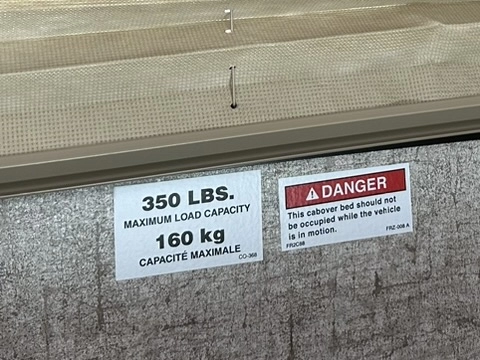 350 LBS.
MAXIMUM LOAD CAPACITY
160 kg
CAPACITÉ MAXIMALE
CO-368
DANGER
This cabover bed should not
be occupied while the vehicle
is in motion.
FR2C88
FRZ-008 A